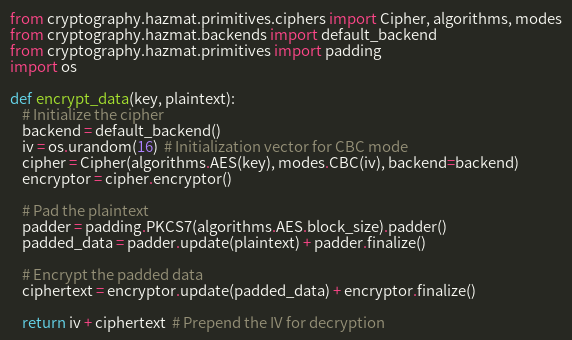 from cryptography.hazmat.primitives.ciphers import Cipher, algorithms, modes
from cryptography.hazmat.backends import default_backend
from cryptography.hazmat.primitives import padding
import os

def encrypt_data(key, plaintext):
    # Initialize the cipher
    backend = default_backend()
    iv = os.urandom(16)  # Initialization vector for CBC mode
    cipher = Cipher(algorithms.AES(key), modes.CBC(iv), backend=backend)
    encryptor = cipher.encryptor()

    # Pad the plaintext
    padder = padding.PKCS7(algorithms.AES.block_size).padder()
    padded_data = padder.update(plaintext) + padder.finalize()

    # Encrypt the padded data
    ciphertext = encryptor.update(padded_data) + encryptor.finalize()

    return iv + ciphertext  # Prepend the IV for decryption